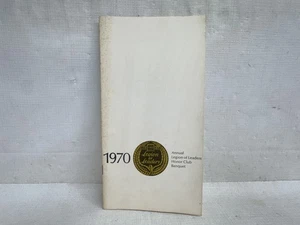 1970
annual
Legion of Leaders
Honor Club
Banquet